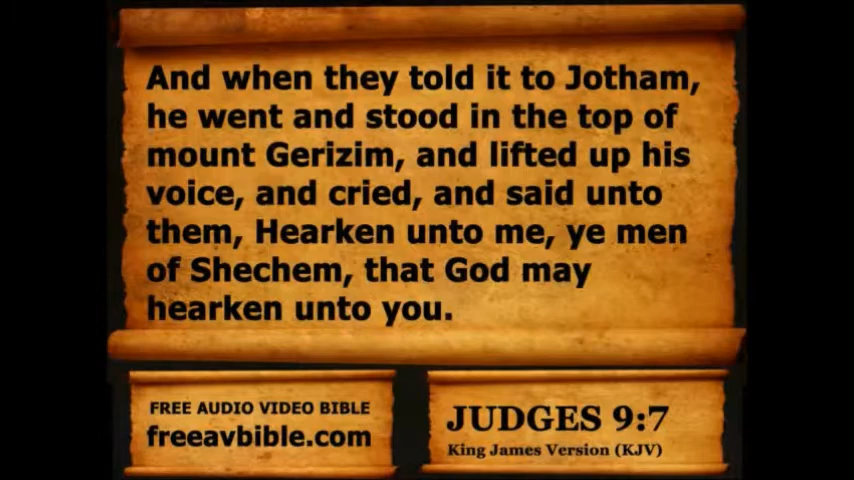 And when they told it to Jotham,
he went and stood in the top of
mount Gerizim, and lifted up his
voice, and cried, and said unto
them, Hearken unto me, ye men
of Shechem, that God may
hearken unto you.
FREE AUDIO VIDEO BIBLE
freeavbible.com
JUDGES 9:7
King James Version (KJV)